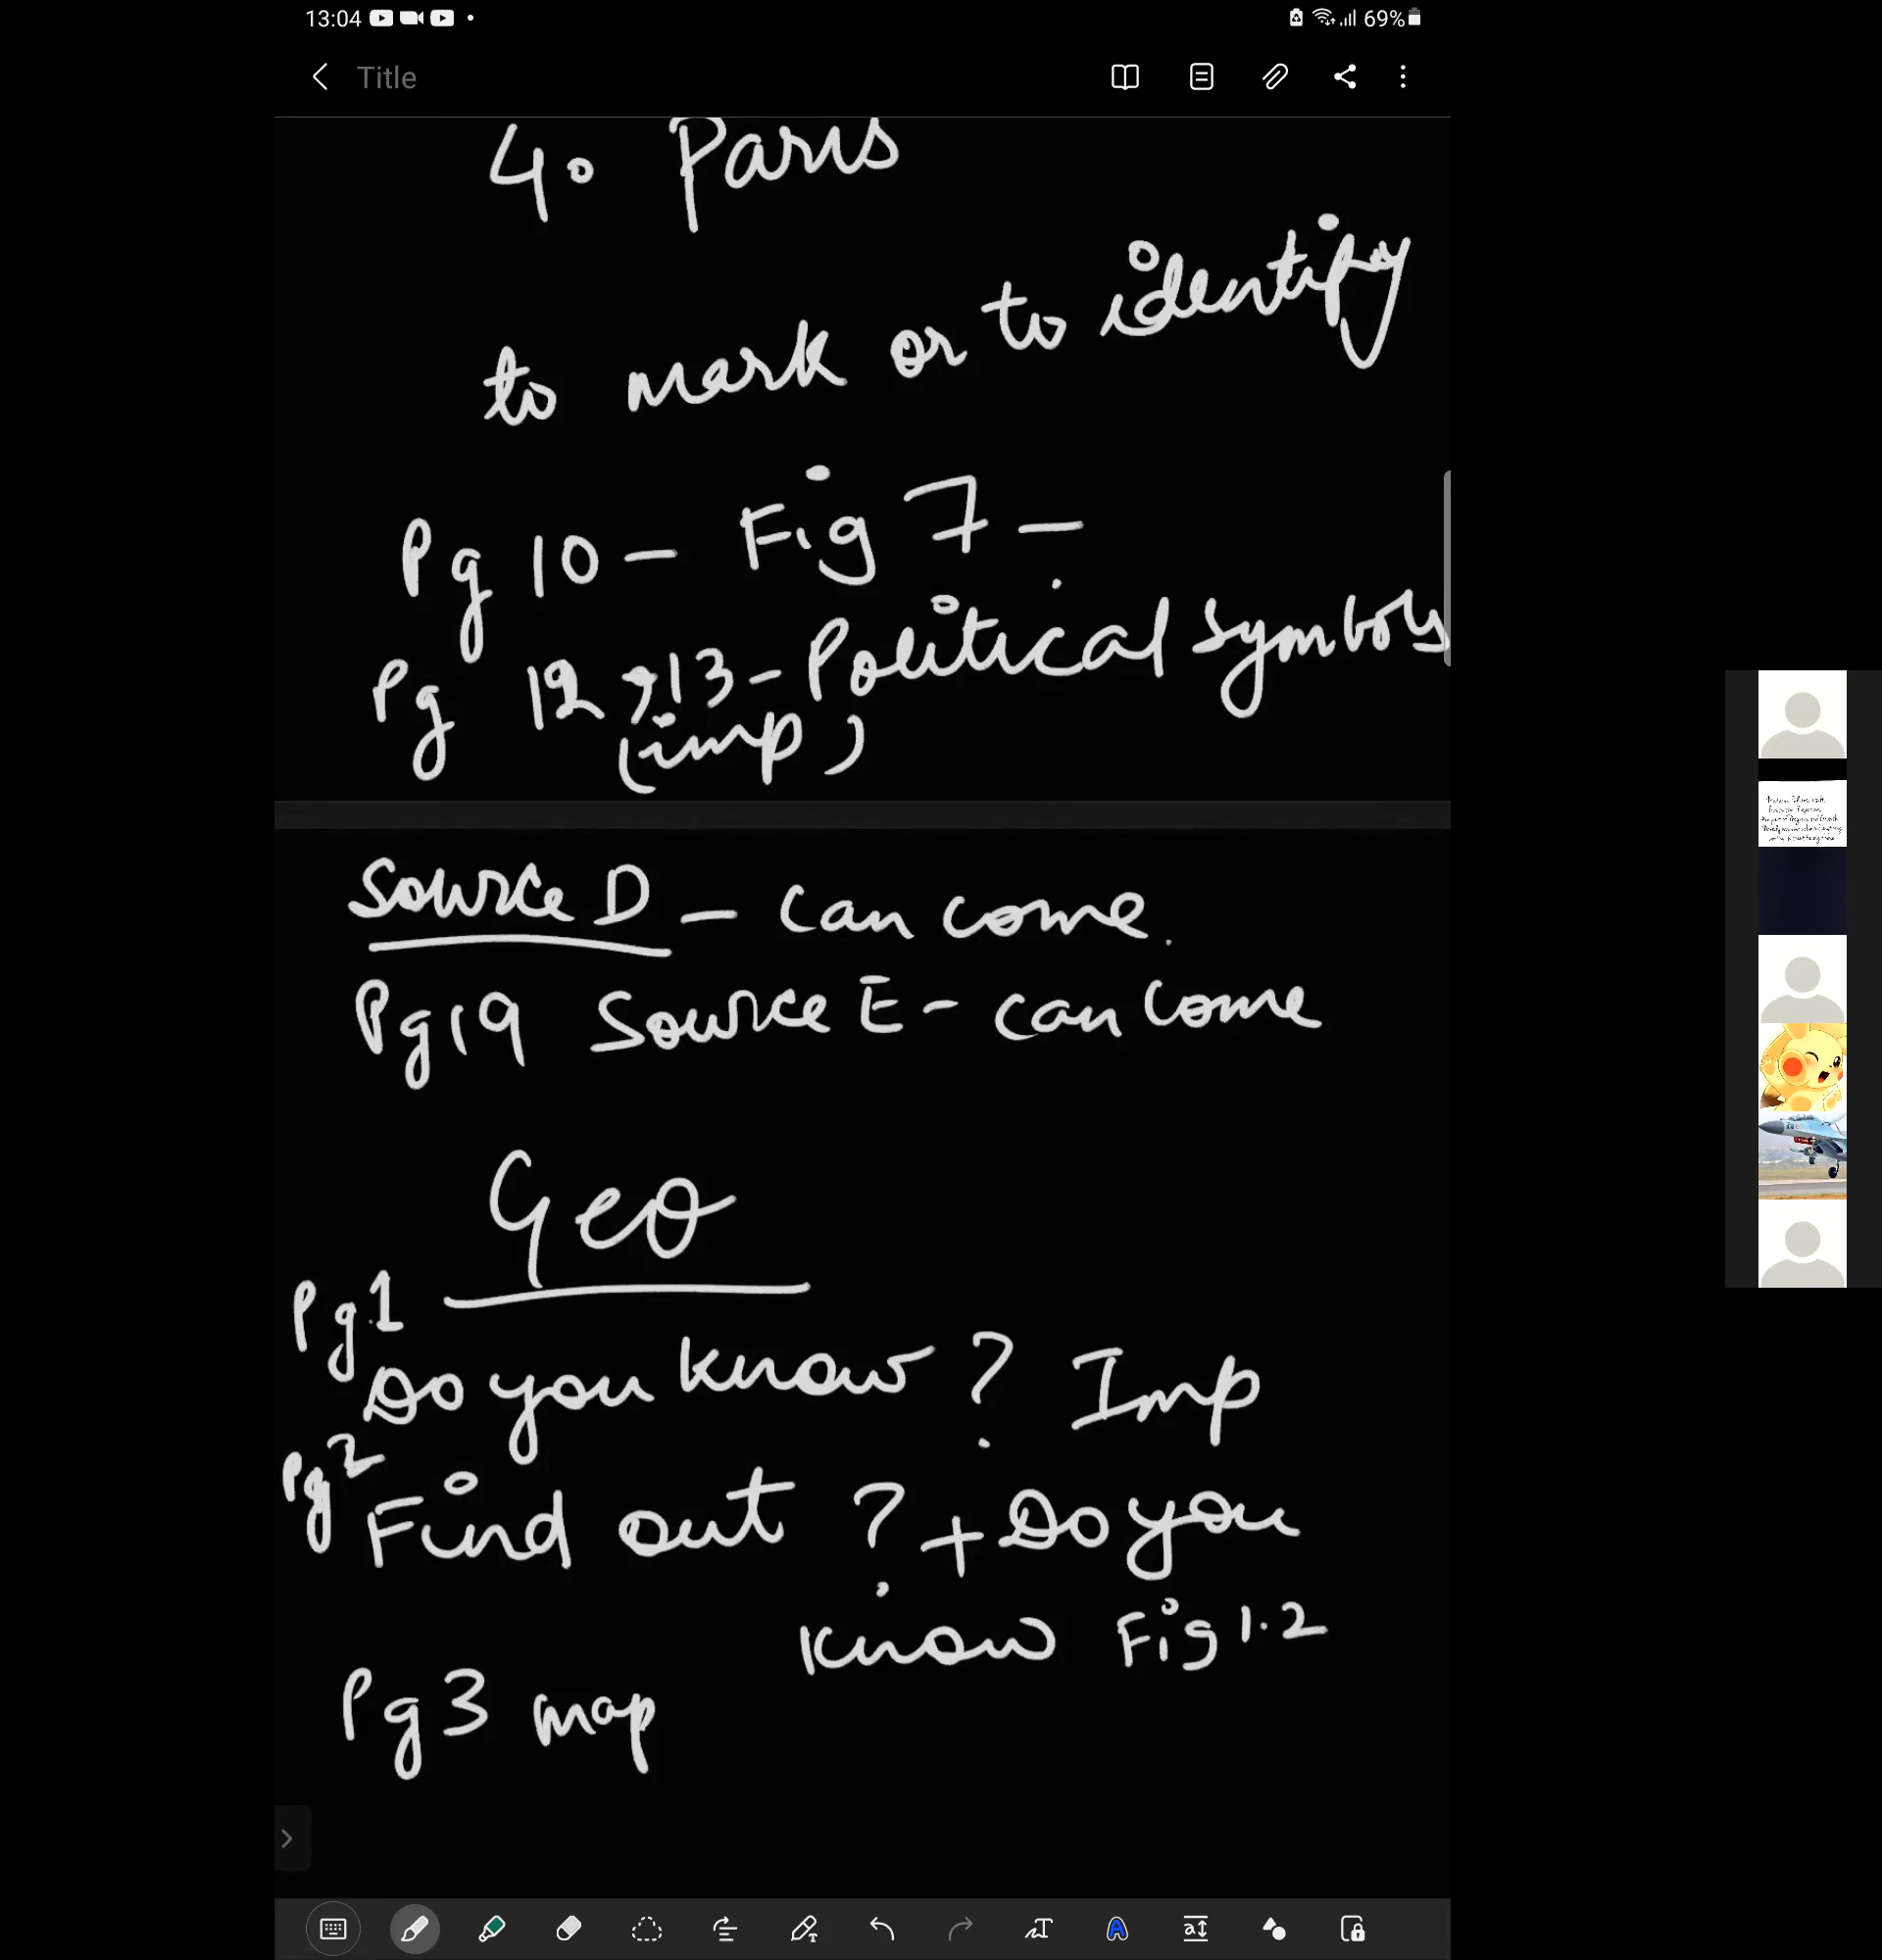 13:04
69%
Title
4. Paris
to mark or to identify
Pg 10 - Fig 7 -
Pg 12, 13 - Political symbols
(imp)
Source D - can come.
Pg 19 Source E - can come
Geo
Pg 1
Do you know? Imp
Pg 2
Find out? + Do you
know Fig 1.2
Pg 3 map